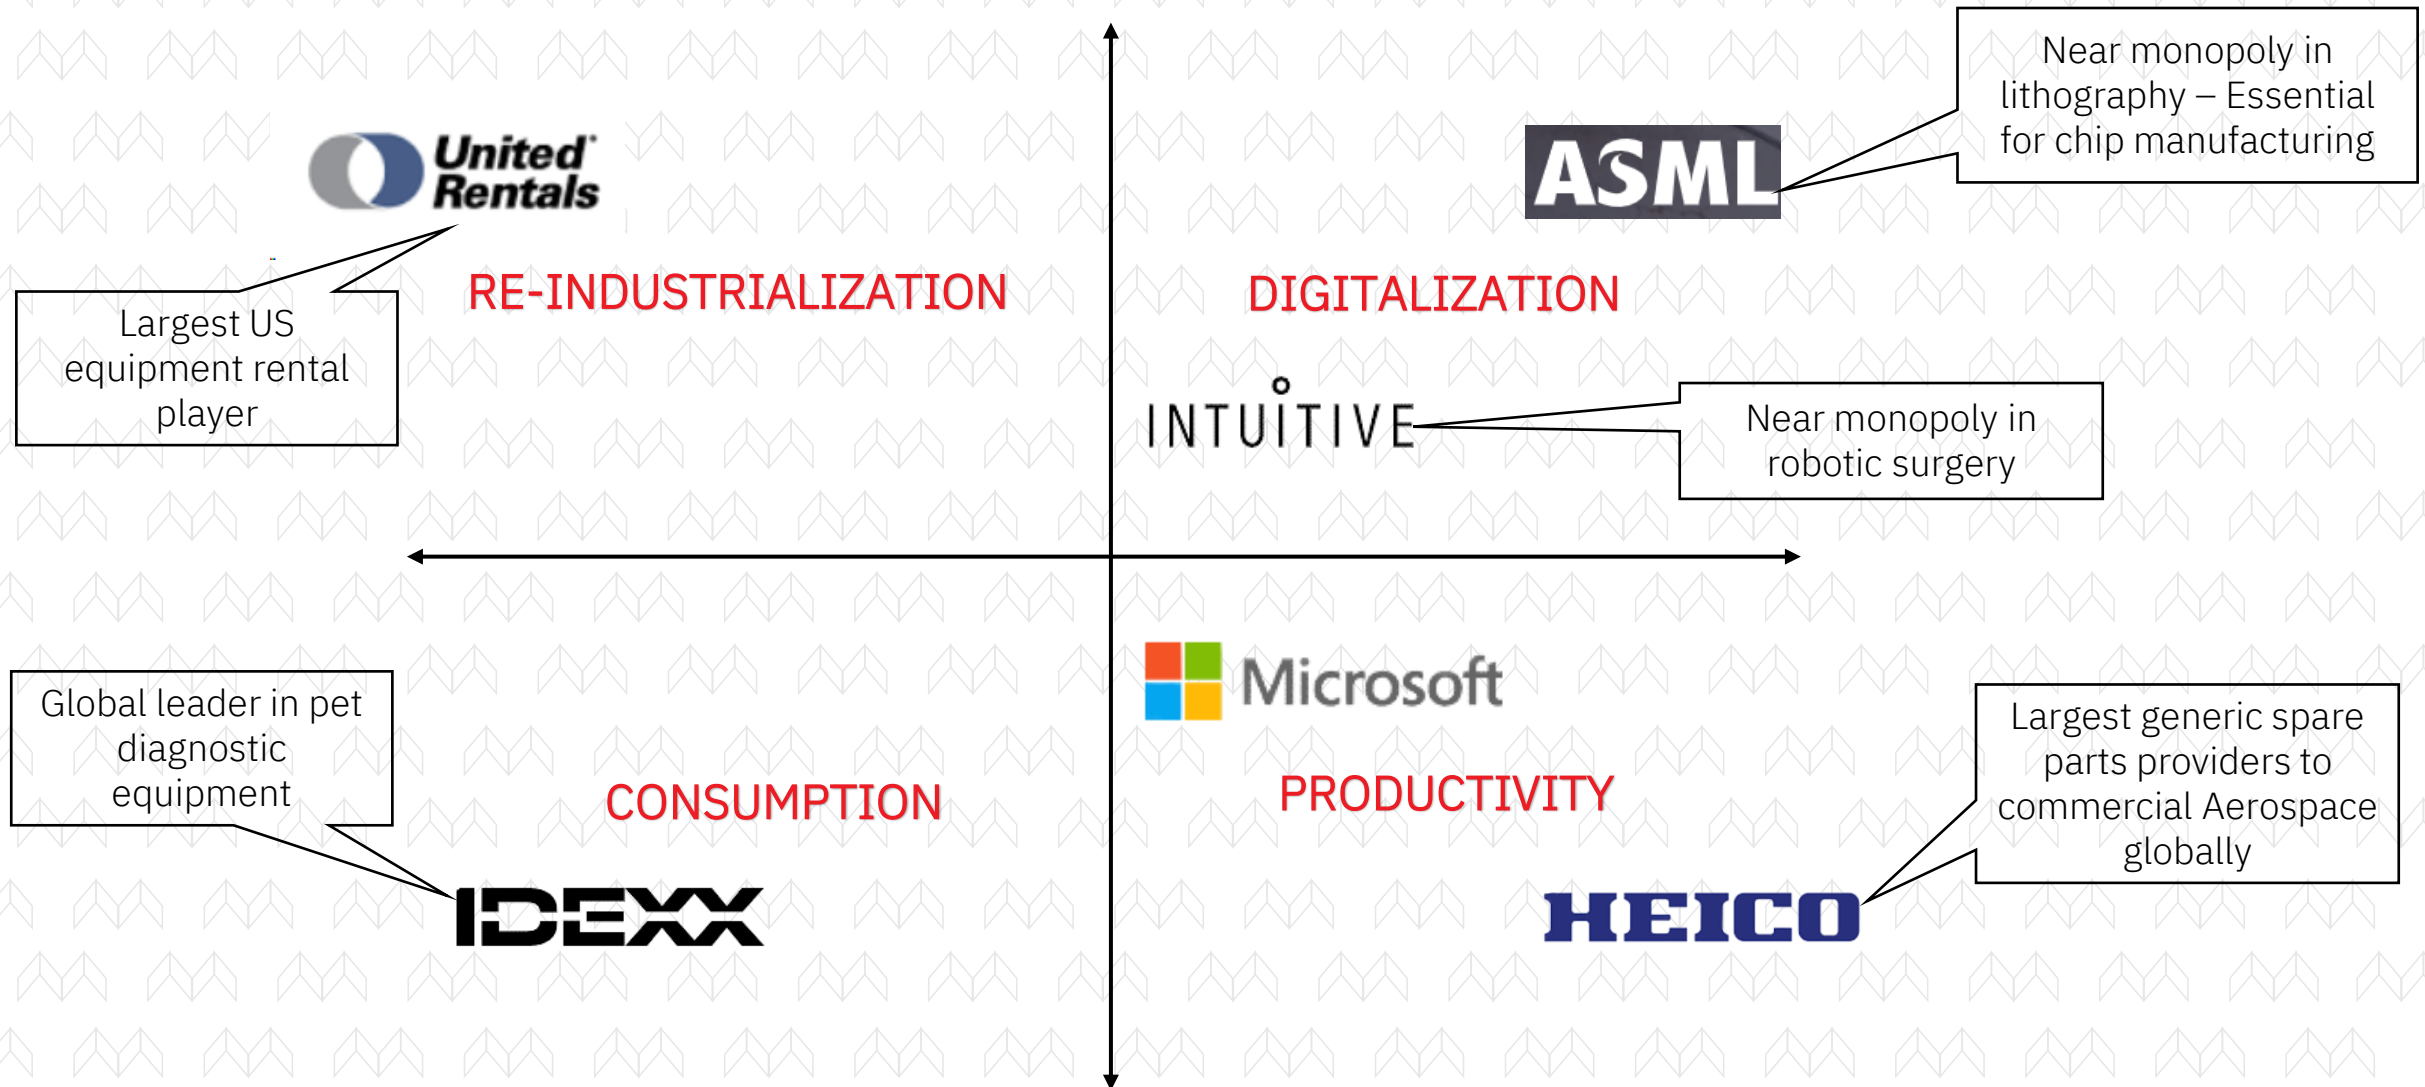 United
Rentals
RE-INDUSTRIALIZATION
Largest US
equipment rental
player
ASML
Near monopoly in
lithography – Essential
for chip manufacturing
DIGITALIZATION
INTUITIVE
Near monopoly in
robotic surgery
Global leader in pet
diagnostic
equipment
CONSUMPTION
IDEXX
Microsoft
PRODUCTIVITY
Largest generic spare
parts providers to
commercial Aerospace
globally
HEICO